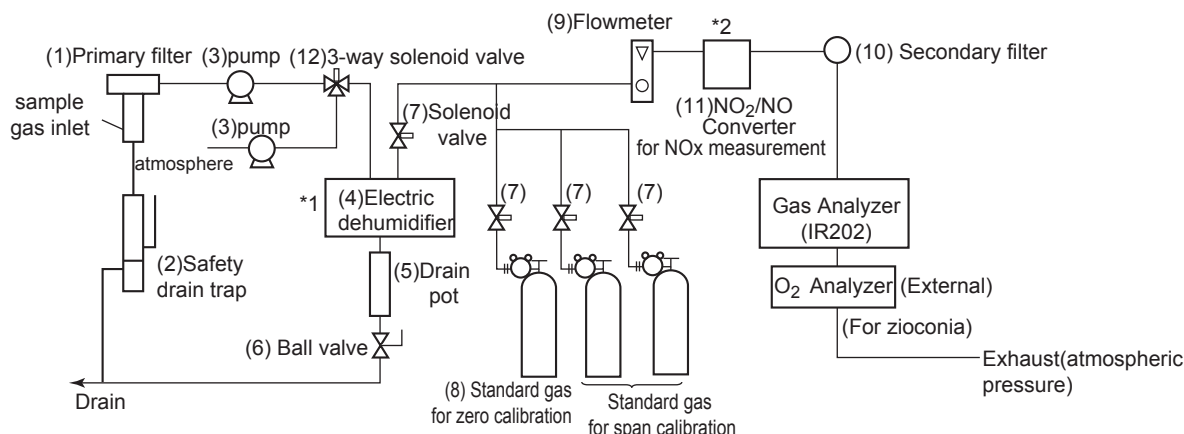 (9)Flowmeter
*2
(1)Primary filter
(3)pump
(12)3-way solenoid valve
(10) Secondary filter
sample
gas inlet
(7)Solenoid
valve
(11)NO2/NO
Converter
for NOx measurement
(3)pump
atmosphere
*1
(4)Electric
dehumidifier
(7)
(7)
(7)
Gas Analyzer
(IR202)
(2)Safety
drain trap
(5)Drain
pot
O2 Analyzer
(External)
(For zioconia)
(6) Ball valve
Exhaust(atmospheric
pressure)
Drain
(8) Standard gas
for zero calibration
Standard gas
for span calibration